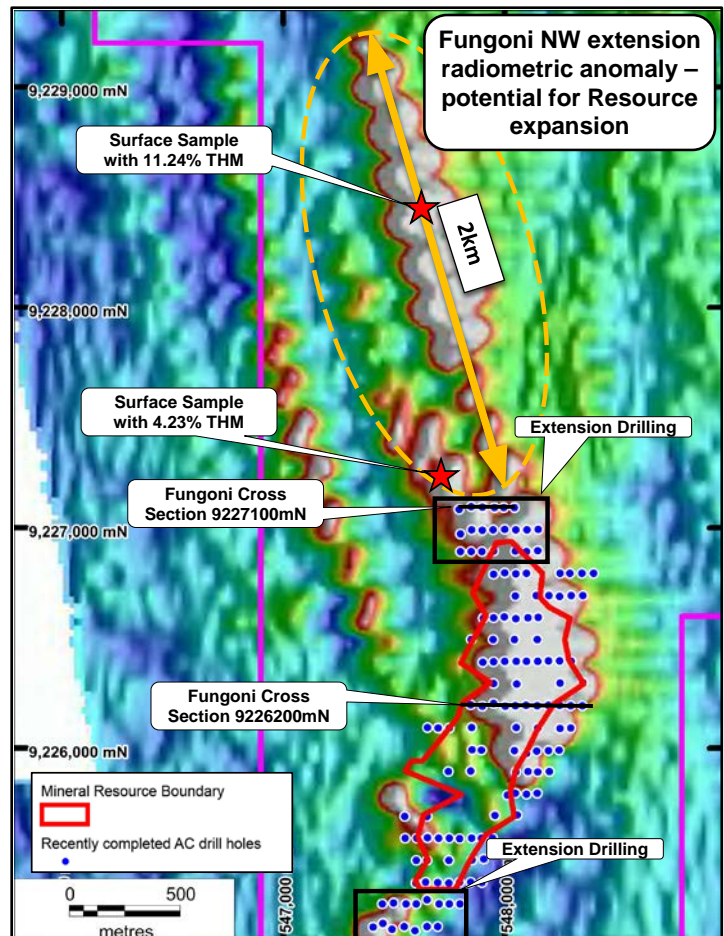 Fungoni NW extension
radiometric anomaly –
potential for Resource
expansion
9,229,000 mN
Surface Sample
with 11.24% THM
2km
9,228,000 mN
Surface Sample
with 4.23% THM
Extension Drilling
Fungoni Cross
Section 9227100mN
9,227,000 mN
Fungoni Cross
Section 9226200mN
9,226,000 mN
Mineral Resource Boundary
Recently completed AC drill holes
Extension Drilling
0 500
metres
547,000
548,000